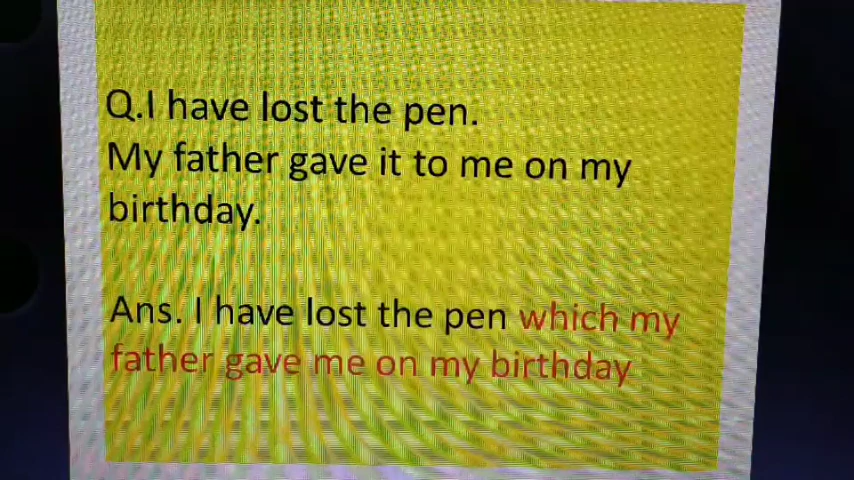 Q.I have lost the pen.
My father gave it to me on my
birthday.
Ans. I have lost the pen which my
father gave me on my birthday